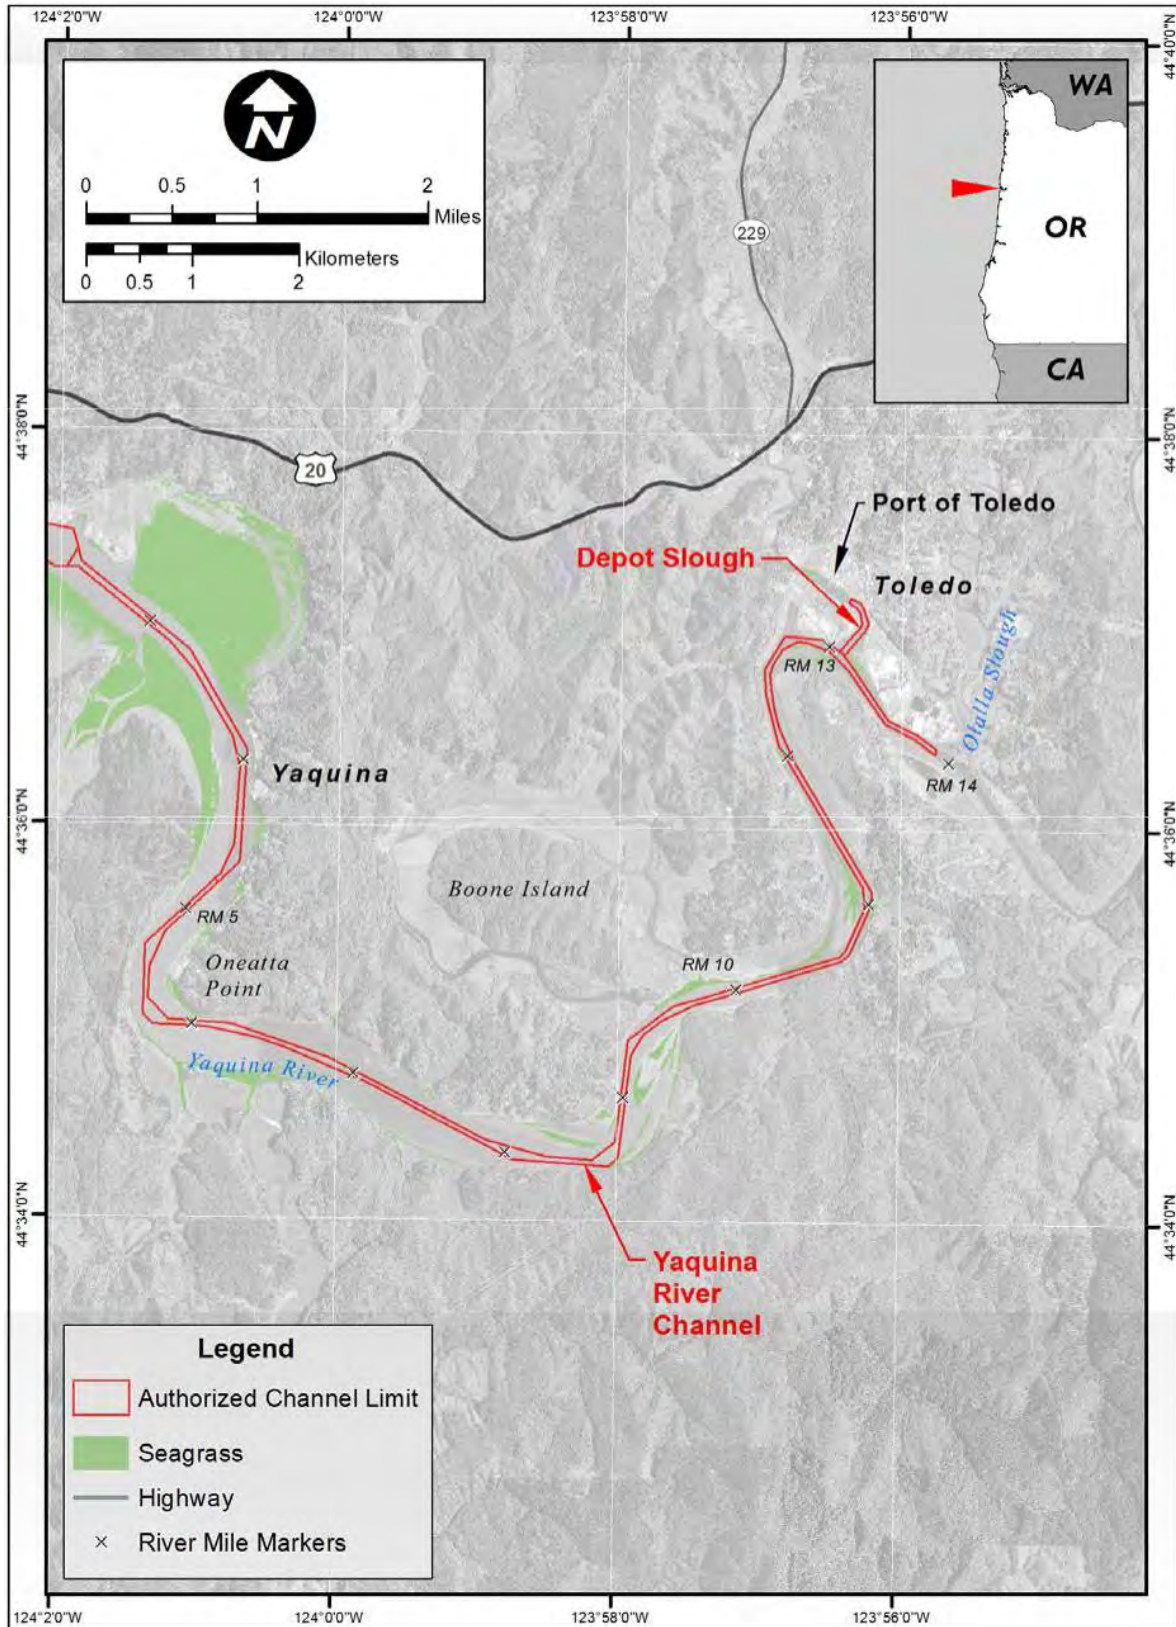 124°2'0"W
124°0'0"W
123°58'0"W
123°56'0"W
44°40'0"N
N
0
0.5
1
2
Miles
Kilometers
0
0.5
1
2
WA
OR
CA
229
44°38'0"N
44°38'0"N
20
Port of Toledo
Depot Slough
Toledo
RM 13
Olalla Slough
RM 14
Yaquina
44°36'0"N
44°36'0"N
Boone Island
RM 5
Oneatta
Point
RM 10
Yaquina River
44°34'0"N
44°34'0"N
Yaquina
River
Channel
Legend
Authorized Channel Limit
Seagrass
Highway
River Mile Markers
124°2'0"W
124°0'0"W
123°58'0"W
123°56'0"W